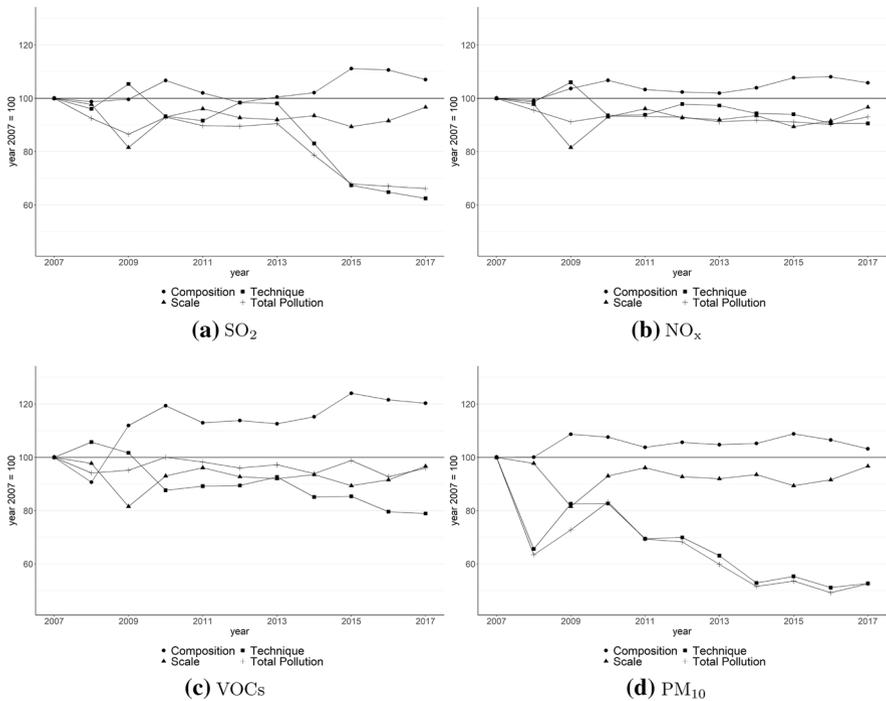 120
100
80
60
year 2007 = 100
2007 2009 2011 2013 2015 2017
year
Composition Technique
Scale Total Pollution
(a) SO₂
120
100
80
60
year 2007 = 100
2007 2009 2011 2013 2015 2017
year
Composition Technique
Scale Total Pollution
(b) NOₓ
120
100
80
60
year 2007 = 100
2007 2009 2011 2013 2015 2017
year
Composition Technique
Scale Total Pollution
(c) VOCs
120
100
80
60
year 2007 = 100
2007 2009 2011 2013 2015 2017
year
Composition Technique
Scale Total Pollution
(d) PM₁₀